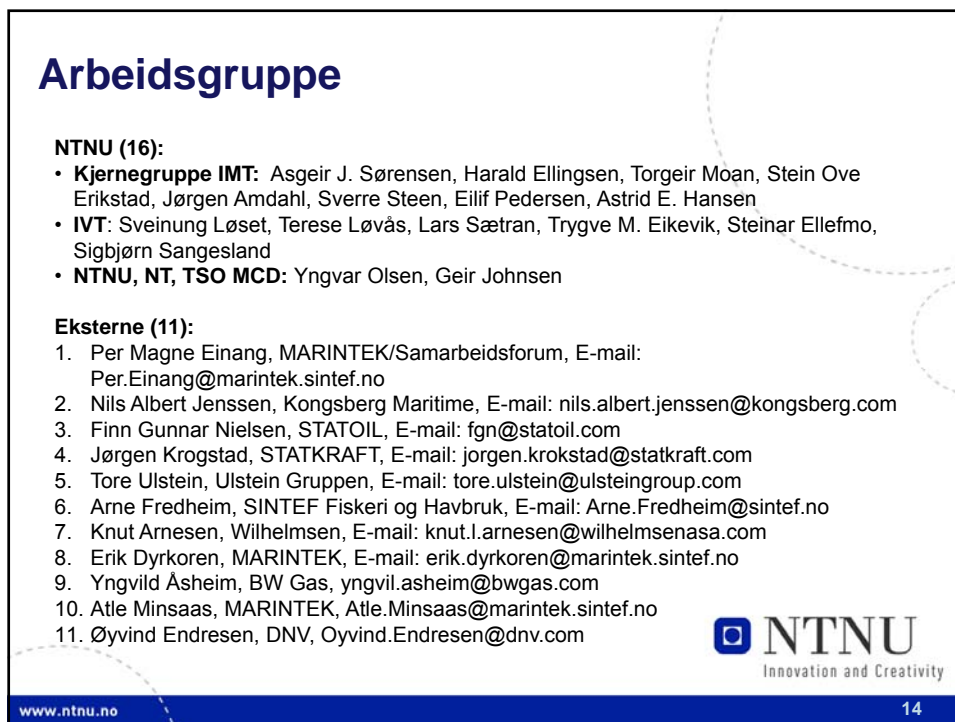 Arbeidsgruppe
NTNU (16):
• Kjernegruppe IMT: Asgeir J. Sørensen, Harald Ellingsen, Torgeir Moan, Stein Ove
Erikstad, Jørgen Amdahl, Sverre Steen, Eilif Pedersen, Astrid E. Hansen
• IVT: Sveinung Løset, Terese Løvås, Lars Sætran, Trygve M. Eikevik, Steinar Ellefmo,
Sigbjørn Sangesland
• NTNU, NT, TSO MCD: Yngvar Olsen, Geir Johnsen
Eksterne (11):
1. Per Magne Einang, MARINTEK/Samarbeidsforum, E-mail:
Per.Einang@marintek.sintef.no
2. Nils Albert Jenssen, Kongsberg Maritime, E-mail: nils.albert.jenssen@kongsberg.com
3. Finn Gunnar Nielsen, STATOIL, E-mail: fgn@statoil.com
4. Jørgen Krogstad, STATKRAFT, E-mail: jorgen.krokstad@statkraft.com
5. Tore Ulstein, Ulstein Gruppen, E-mail: tore.ulstein@ulsteingroup.com
6. Arne Fredheim, SINTEF Fiskeri og Havbruk, E-mail: Arne.Fredheim@sintef.no
7. Knut Arnesen, Wilhelmsen, E-mail: knut.l.arnesen@wilhelmsenasa.com
8. Erik Dyrkoren, MARINTEK, E-mail: erik.dyrkoren@marintek.sintef.no
9. Yngvild Åsheim, BW Gas, yngvil.asheim@bwgas.com
10. Atle Minsaas, MARINTEK, Atle.Minsaas@marintek.sintef.no
11. Øyvind Endresen, DNV, Oyvind.Endresen@dnv.com
NTNU
Innovation and Creativity
www.ntnu.no
14